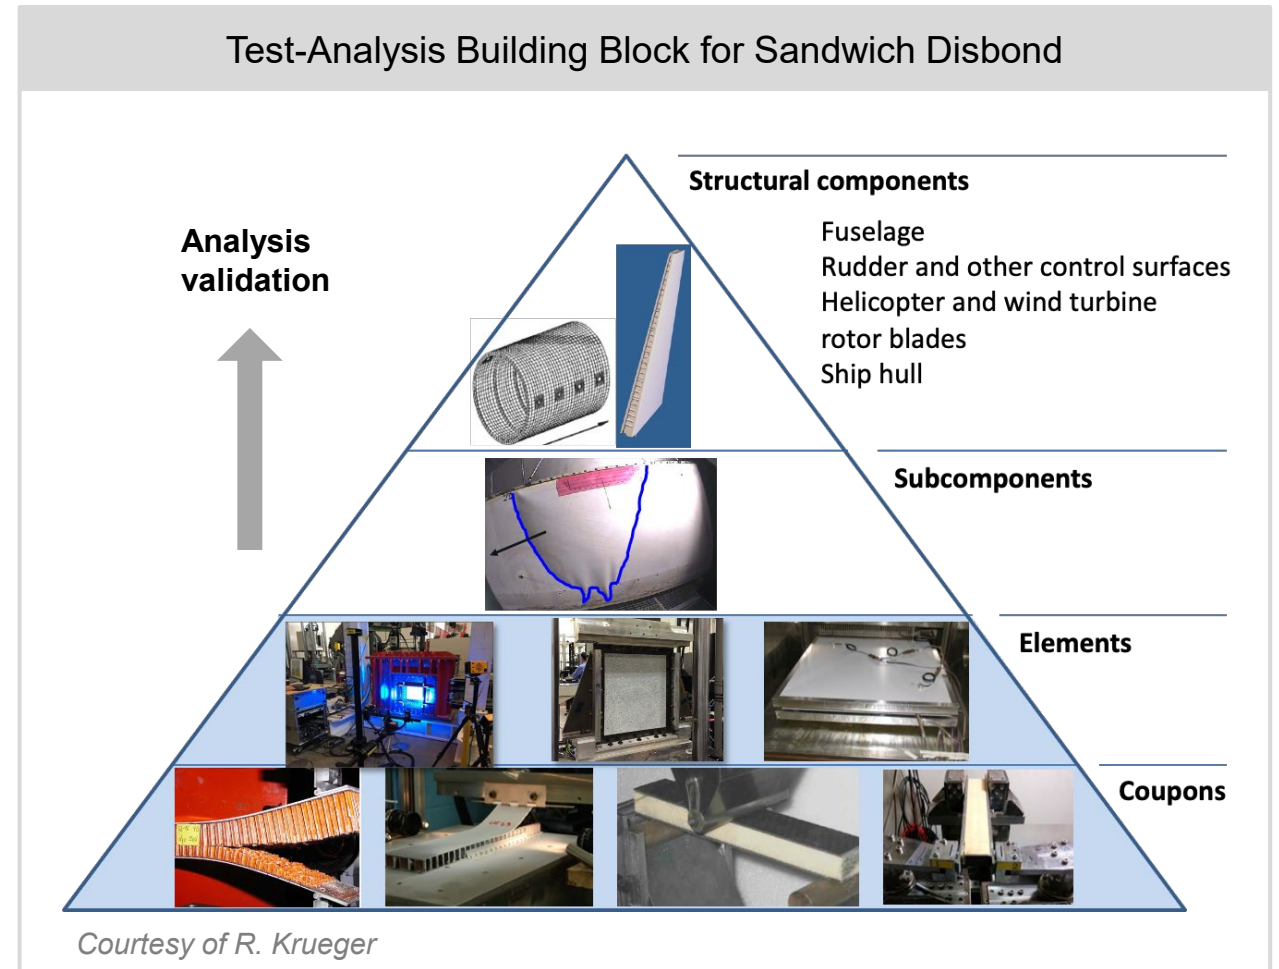 Test-Analysis Building Block for Sandwich Disbond
Analysis
validation
Structural components
Fuselage
Rudder and other control surfaces
Helicopter and wind turbine
rotor blades
Ship hull
Subcomponents
Elements
Coupons
Courtesy of R. Krueger